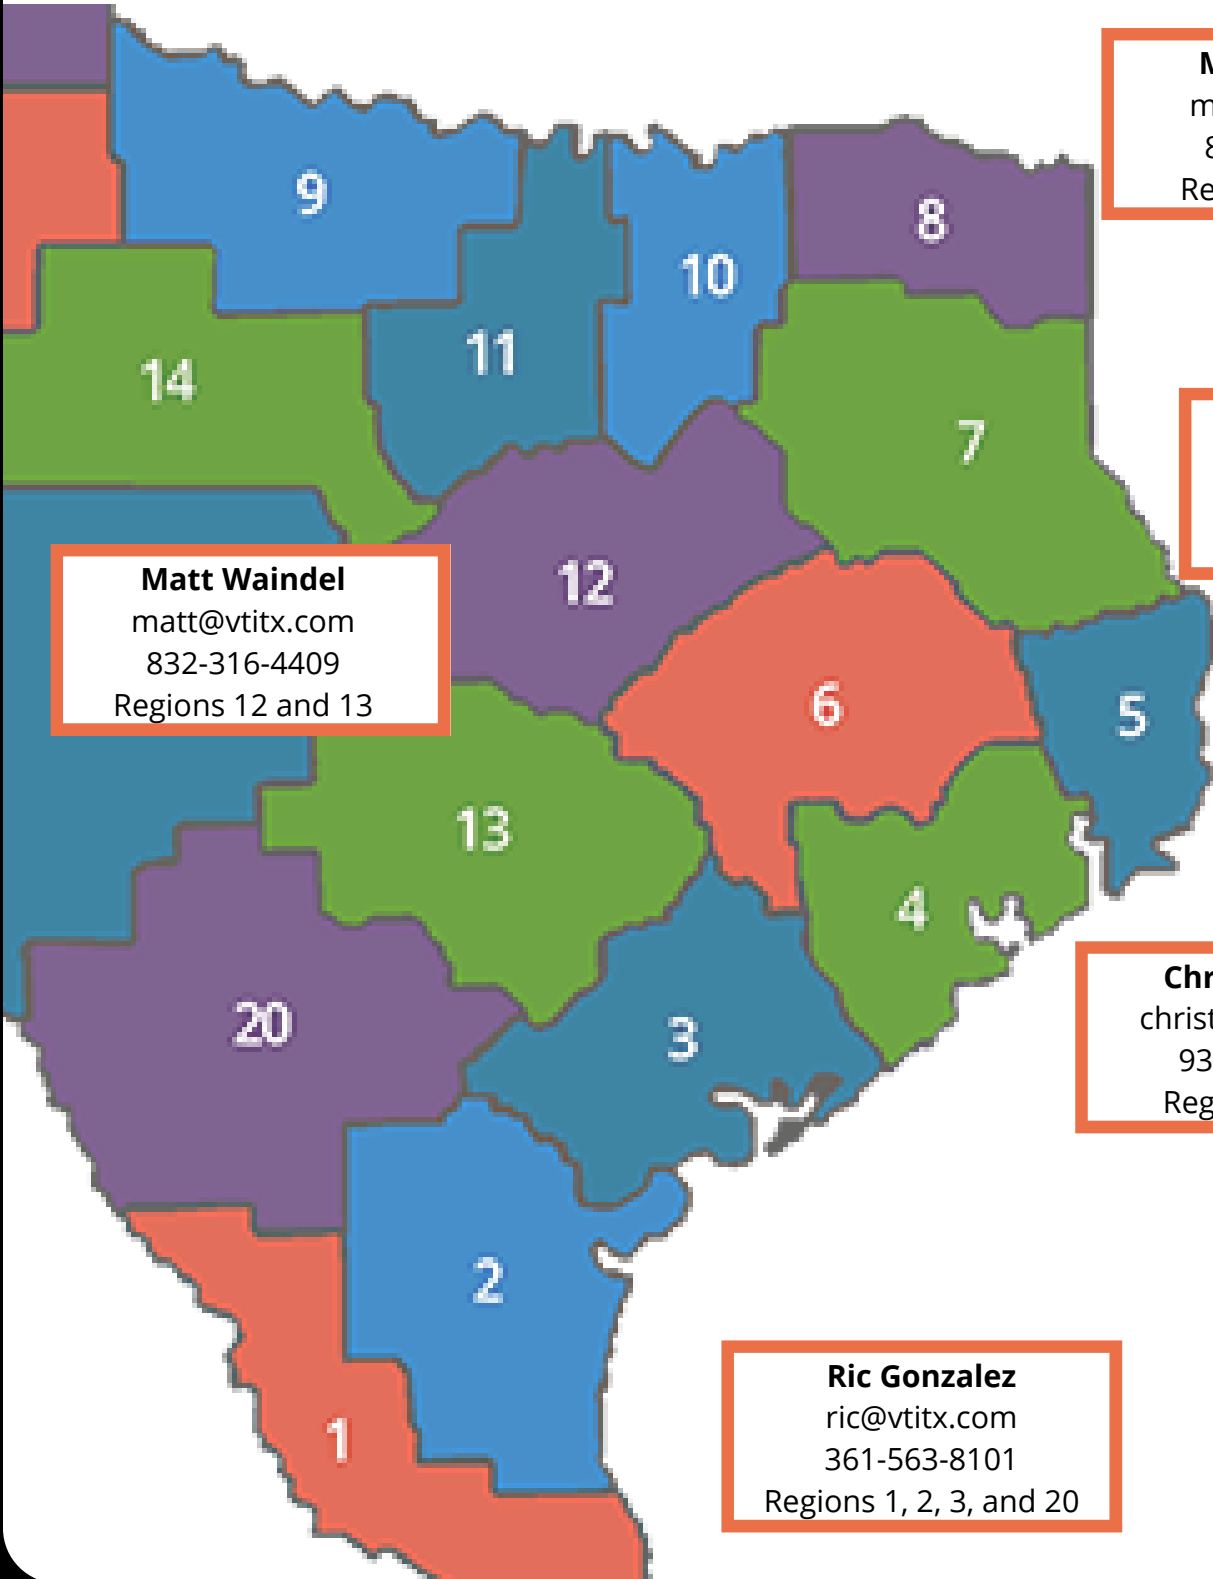 9
8
10
11
14
7
12
Matt Waindel
matt@vtitx.com
832-316-4409
Regions 12 and 13
6
5
13
4
20
3
2
1
Ric Gonzalez
ric@vtitx.com
361-563-8101
Regions 1, 2, 3, and 20